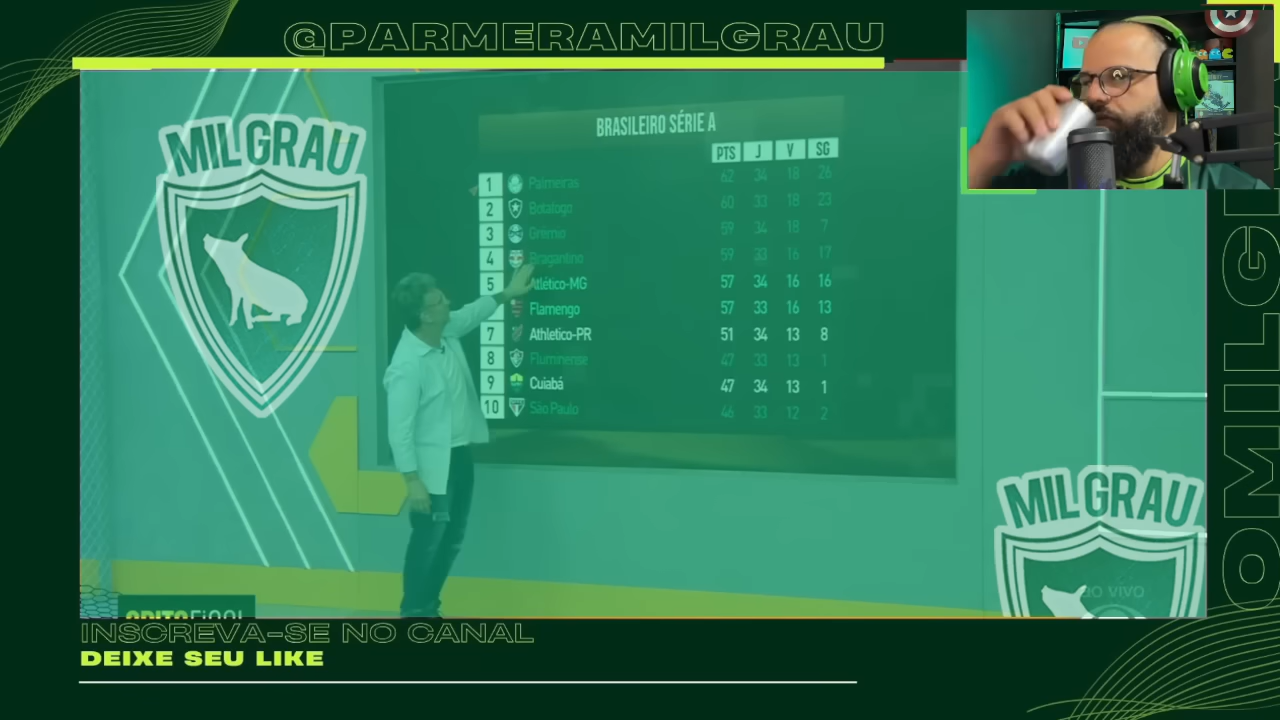 @PARMERAMILGRAU
MIL GRAU
BRASILEIRO SÉRIE A
PTS J V SG
1 Palmeiras 62 34 18 26
2 Botafogo 60 33 18 23
3 Grêmio 59 34 18 7
4 Bragantino 59 33 16 17
5 Atlético-MG 57 34 16 16
Flamengo 57 33 16 13
7 Athletico-PR 51 34 13 8
8 Fluminense 47 33 13 1
9 Cuiabá 47 34 13 1
10 São Paulo 46 33 12 2
MIL GRAU
AO VIVO
INSCREVA-SE NO CANAL
DEIXE SEU LIKE